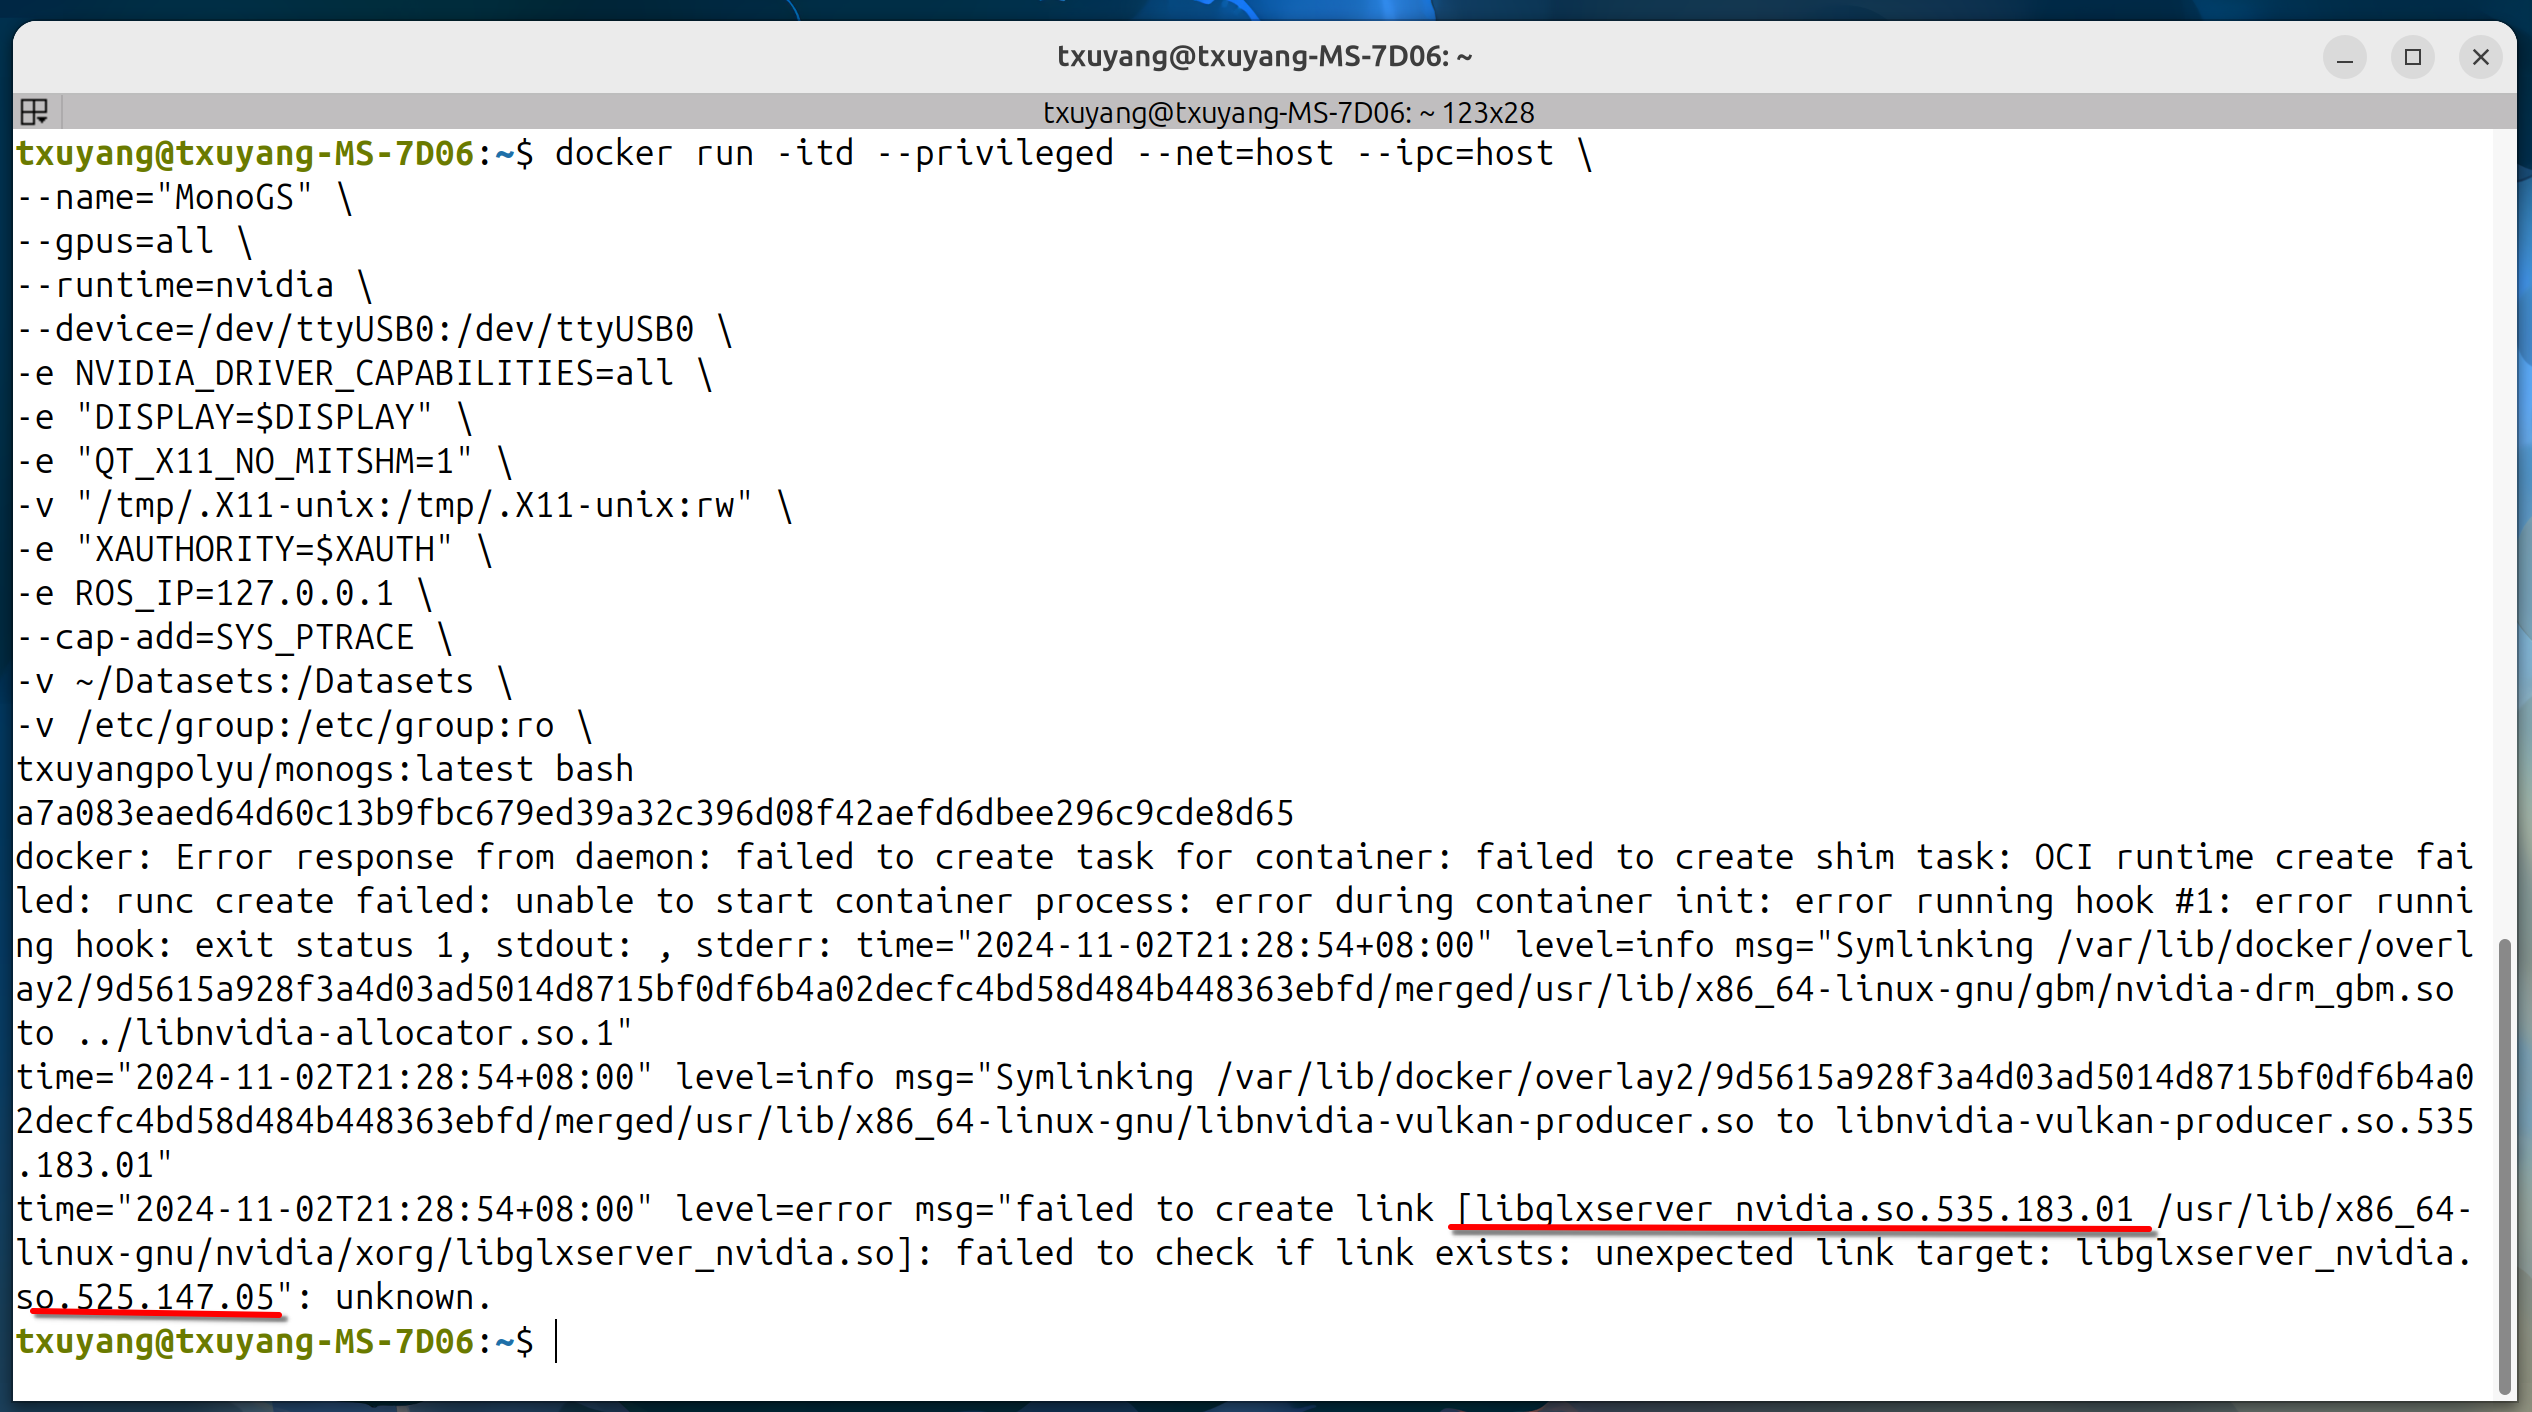 txuyang@txuyang-MS-7D06: ~
txuyang@txuyang-MS-7D06: ~ 123x28
txuyang@txuyang-MS-7D06:~$ docker run -itd --privileged --net=host --ipc=host \
--name="MonoGS" \
--gpus=all \
--runtime=nvidia \
--device=/dev/ttyUSB0:/dev/ttyUSB0 \
-e NVIDIA_DRIVER_CAPABILITIES=all \
-e "DISPLAY=$DISPLAY" \
-e "QT_X11_NO_MITSHM=1" \
-v "/tmp/.X11-unix:/tmp/.X11-unix:rw" \
-e "XAUTHORITY=$XAUTH" \
-e ROS_IP=127.0.0.1 \
--cap-add=SYS_PTRACE \
-v ~/Datasets:/Datasets \
-v /etc/group:/etc/group:ro \
txuyangpolyu/monogs:latest bash
a7a083eaed64d60c13b9fbc679ed39a32c396d08f42aefd6dbee296c9cde8d65
docker: Error response from daemon: failed to create task for container: failed to create shim task: OCI runtime create fai
led: runc create failed: unable to start container process: error during container init: error running hook #1: error runni
ng hook: exit status 1, stdout: , stderr: time="2024-11-02T21:28:54+08:00" level=info msg="Symlinking /var/lib/docker/overl
ay2/9d5615a928f3a4d03ad5014d8715bf0df6b4a02decfc4bd58d484b448363ebfd/merged/usr/lib/x86_64-linux-gnu/gbm/nvidia-drm_gbm.so
to ../libnvidia-allocator.so.1"
time="2024-11-02T21:28:54+08:00" level=info msg="Symlinking /var/lib/docker/overlay2/9d5615a928f3a4d03ad5014d8715bf0df6b4a0
2decfc4bd58d484b448363ebfd/merged/usr/lib/x86_64-linux-gnu/libnvidia-vulkan-producer.so to libnvidia-vulkan-producer.so.535
.183.01"
time="2024-11-02T21:28:54+08:00" level=error msg="failed to create link [libglxserver_nvidia.so.535.183.01 /usr/lib/x86_64-
linux-gnu/nvidia/xorg/libglxserver_nvidia.so]: failed to check if link exists: unexpected link target: libglxserver_nvidia.
so.525.147.05": unknown.
txuyang@txuyang-MS-7D06:~$